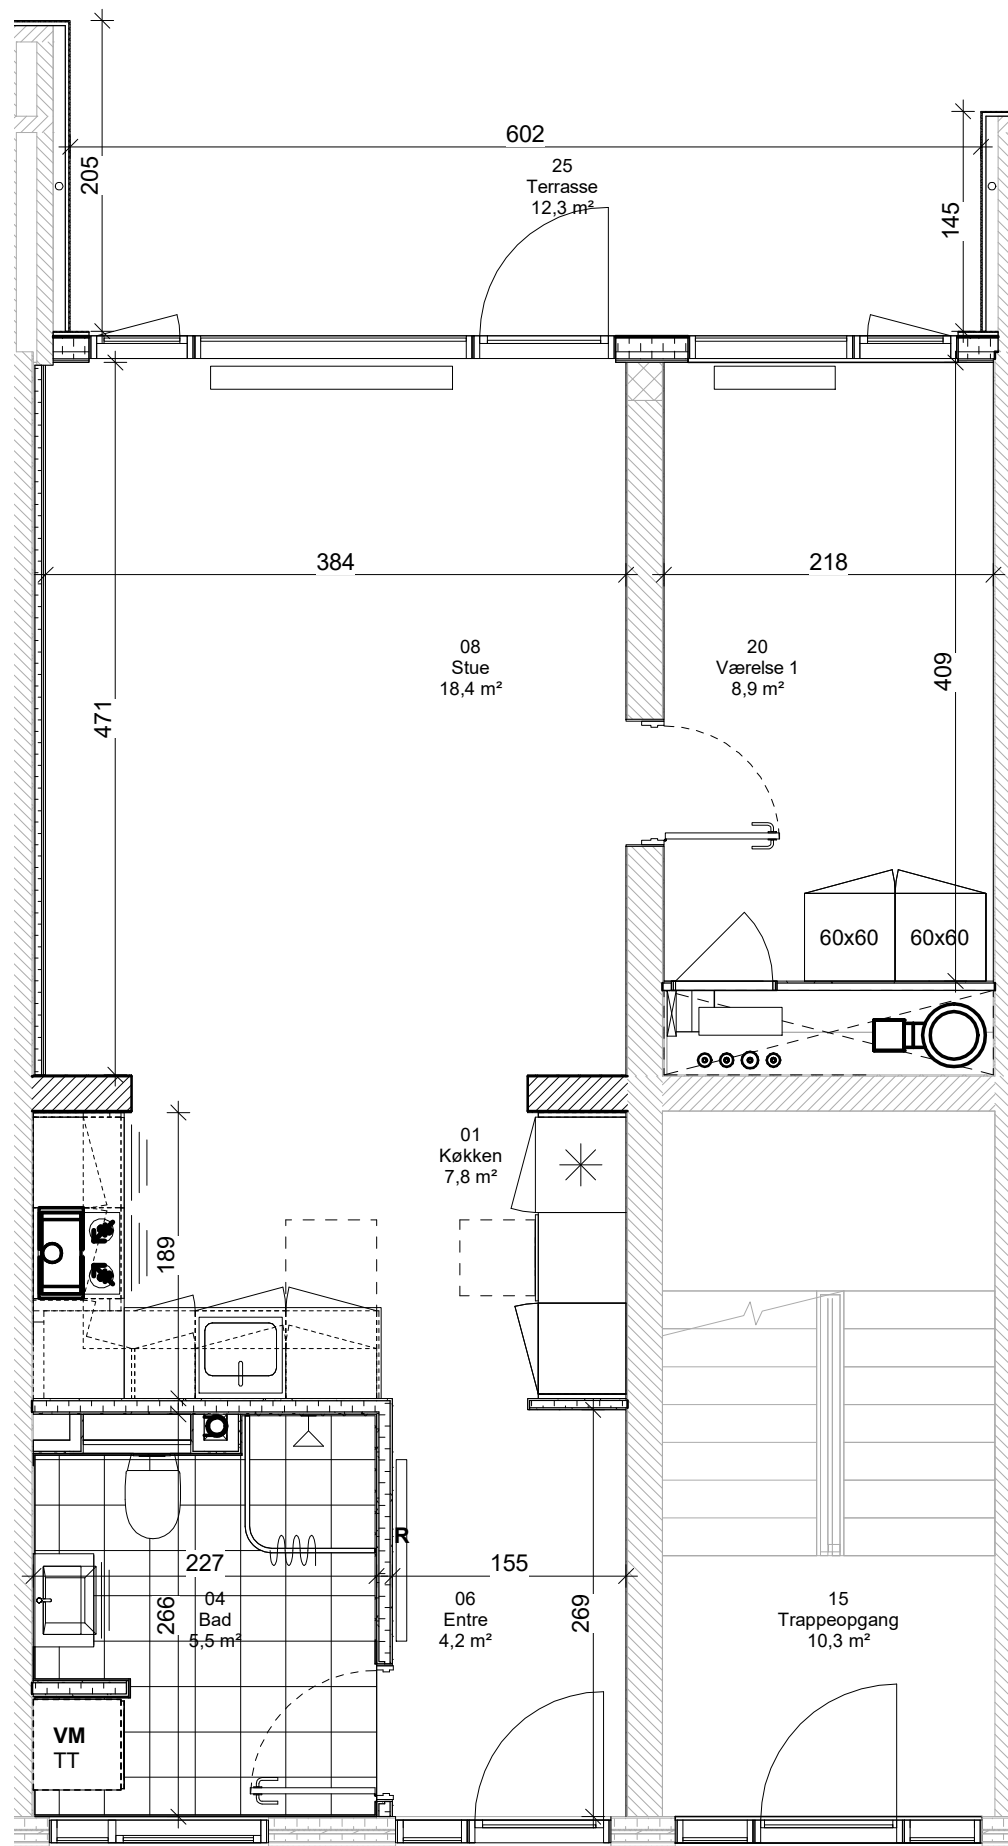 602
205
25
Terrasse
12,3 m²
145
384
218
08
Stue
18,4 m²
20
Værelse 1
8,9 m²
409
471
60x60
60x60
01
Køkken
7,8 m²
189
R
227
155
266
04
Bad
5,5 m²
06
Entre
4,2 m²
269
15
Trappeopgang
10,3 m²
VM
TT